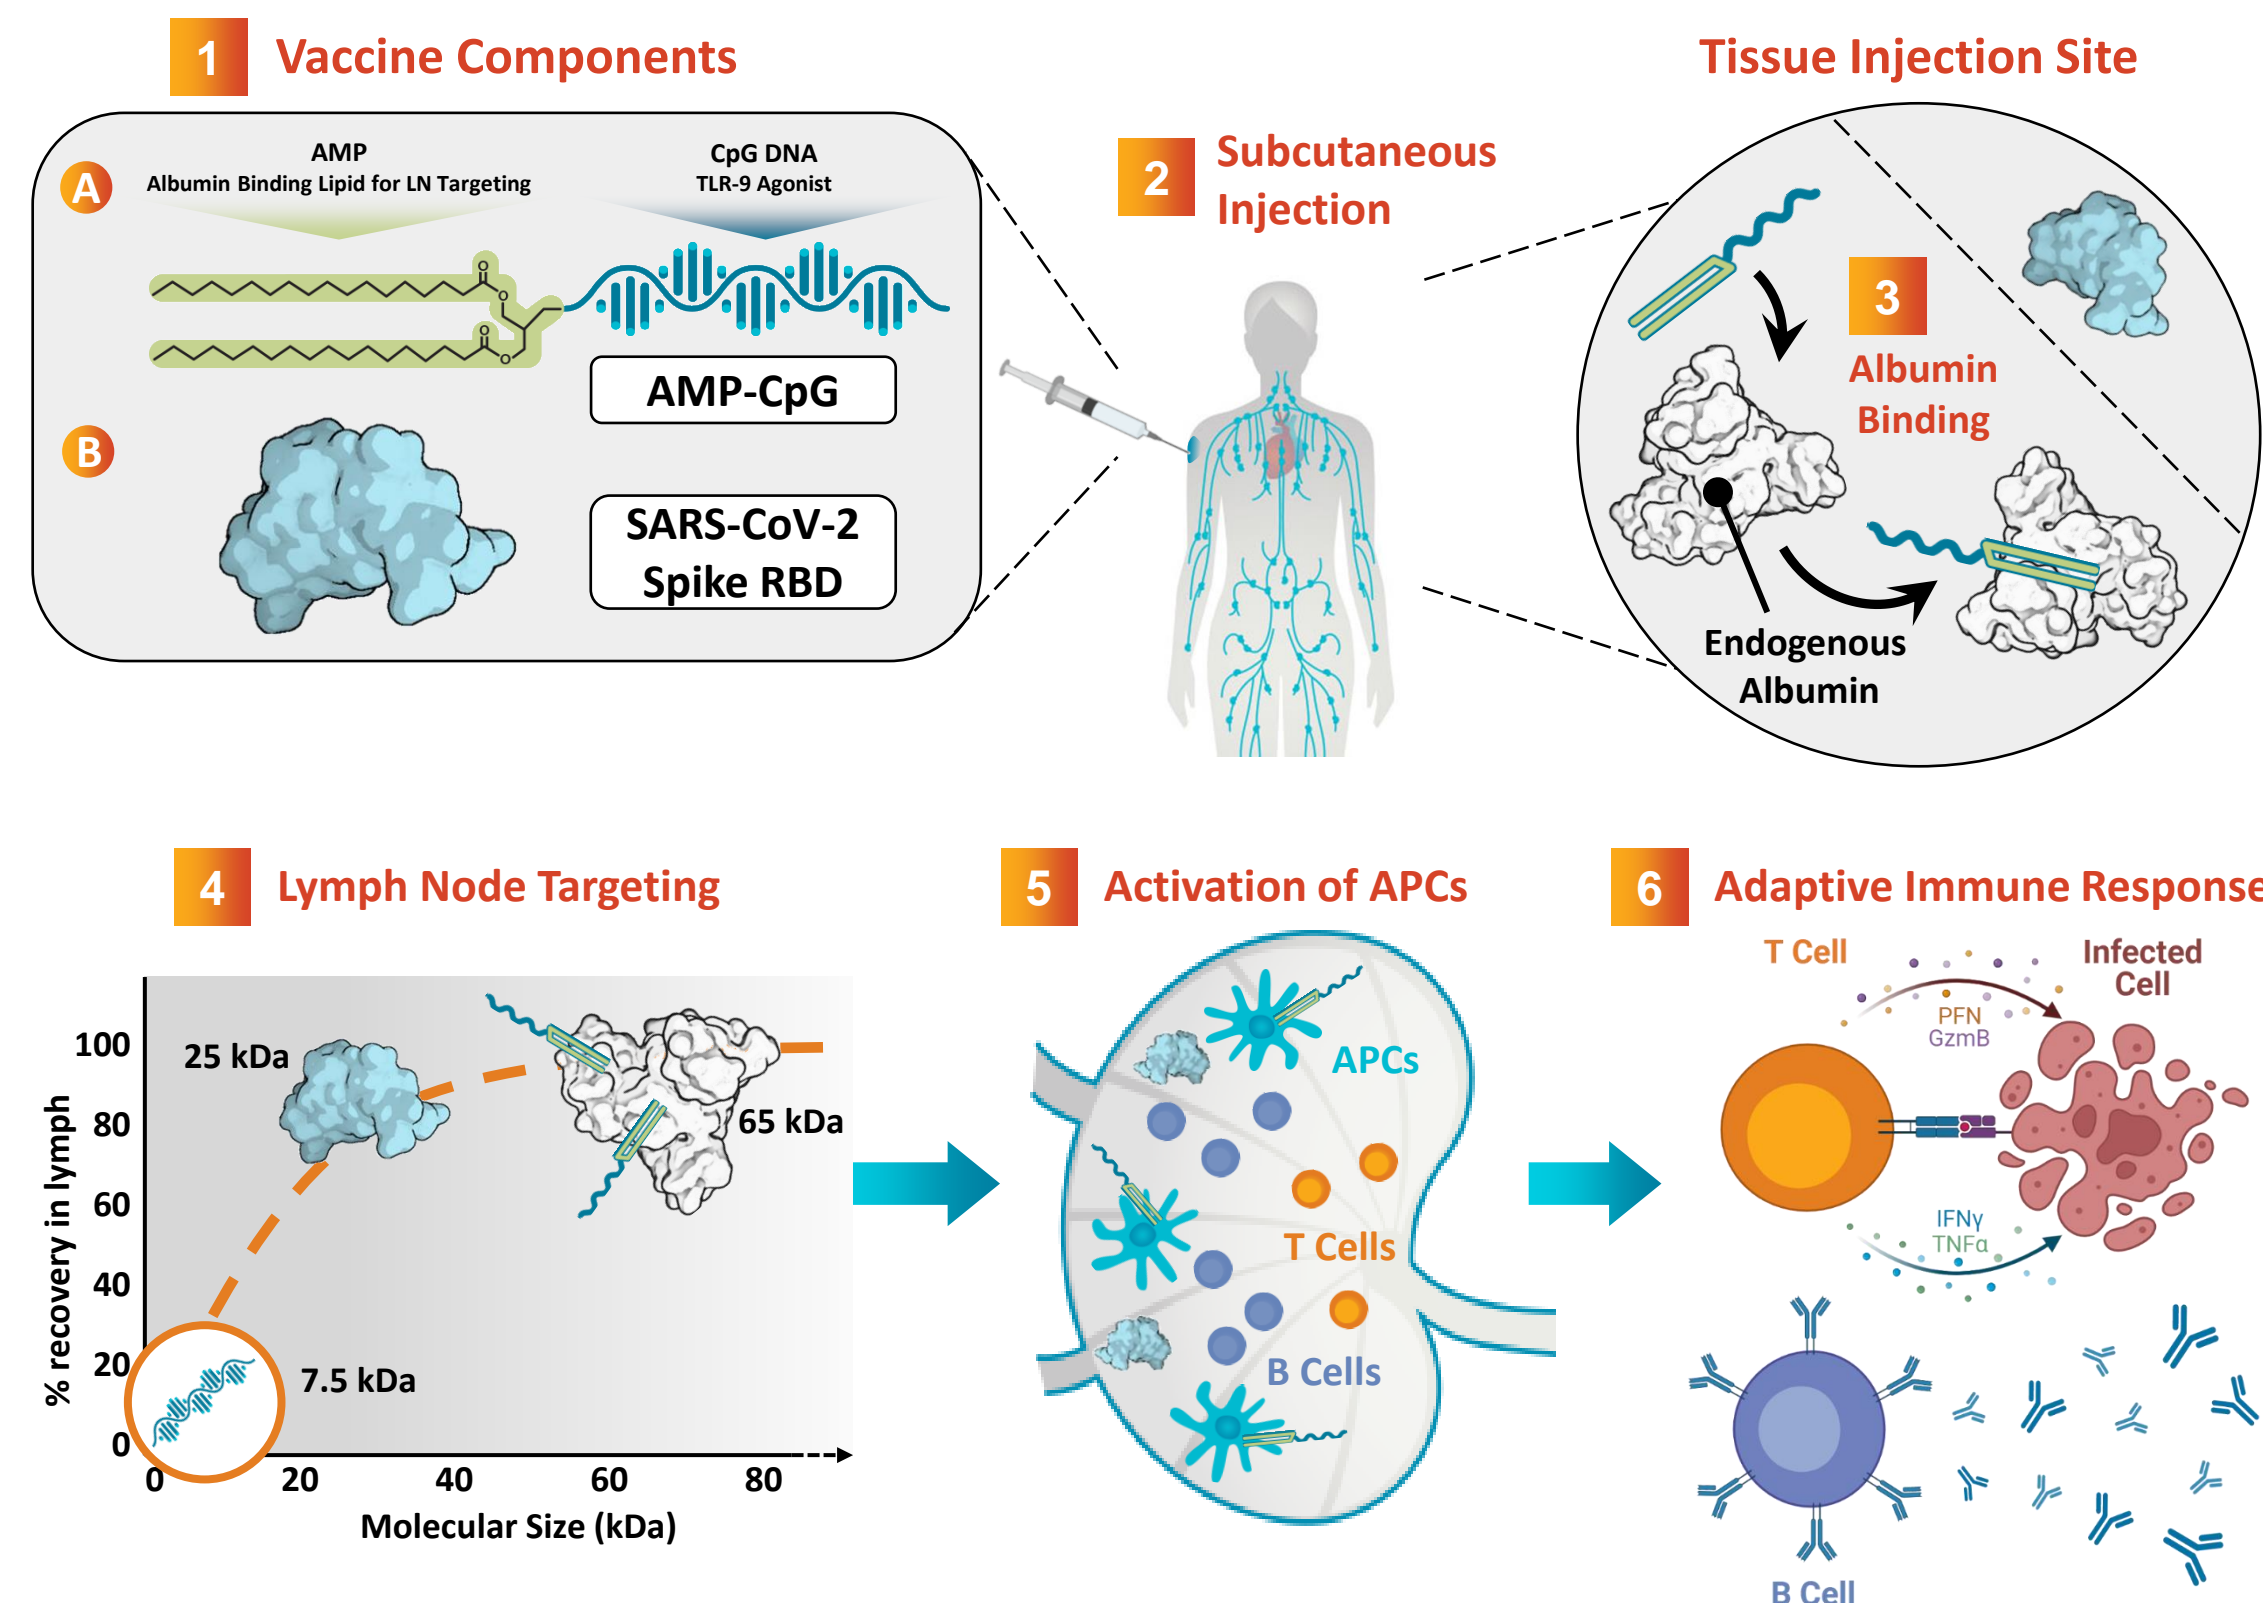 1 Vaccine Components
A
AMP
Albumin Binding Lipid for LN Targeting
CpG DNA
TLR-9 Agonist
O
O
O
O
AMP-CpG
B
SARS-CoV-2
Spike RBD
2 Subcutaneous
Injection
Tissue Injection Site
3
Albumin
Binding
Endogenous
Albumin
4 Lymph Node Targeting
% recovery in lymph
100
80
60
40
20
0
25 kDa
65 kDa
7.5 kDa
0 20 40 60 80
Molecular Size (kDa)
5 Activation of APCs
APCs
T Cells
B Cells
6 Adaptive Immune Response
T Cell
Infected
Cell
PFN
GzmB
IFNγ
TNFα
B Cell